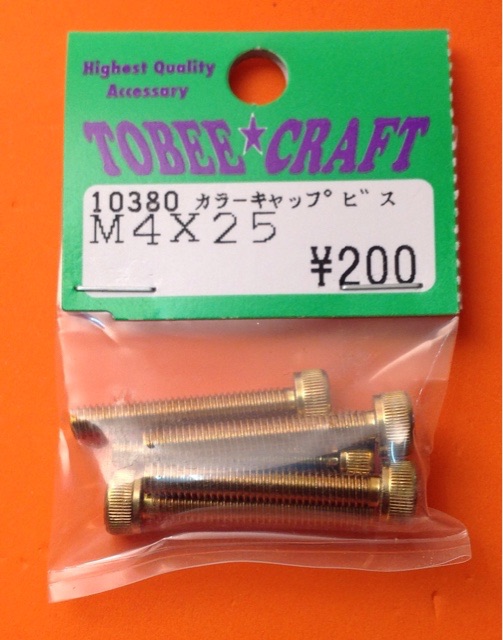 Highest Quality
Accessary
TOBEE★CRAFT
10380 カラーキャップビス
M4X25
¥200